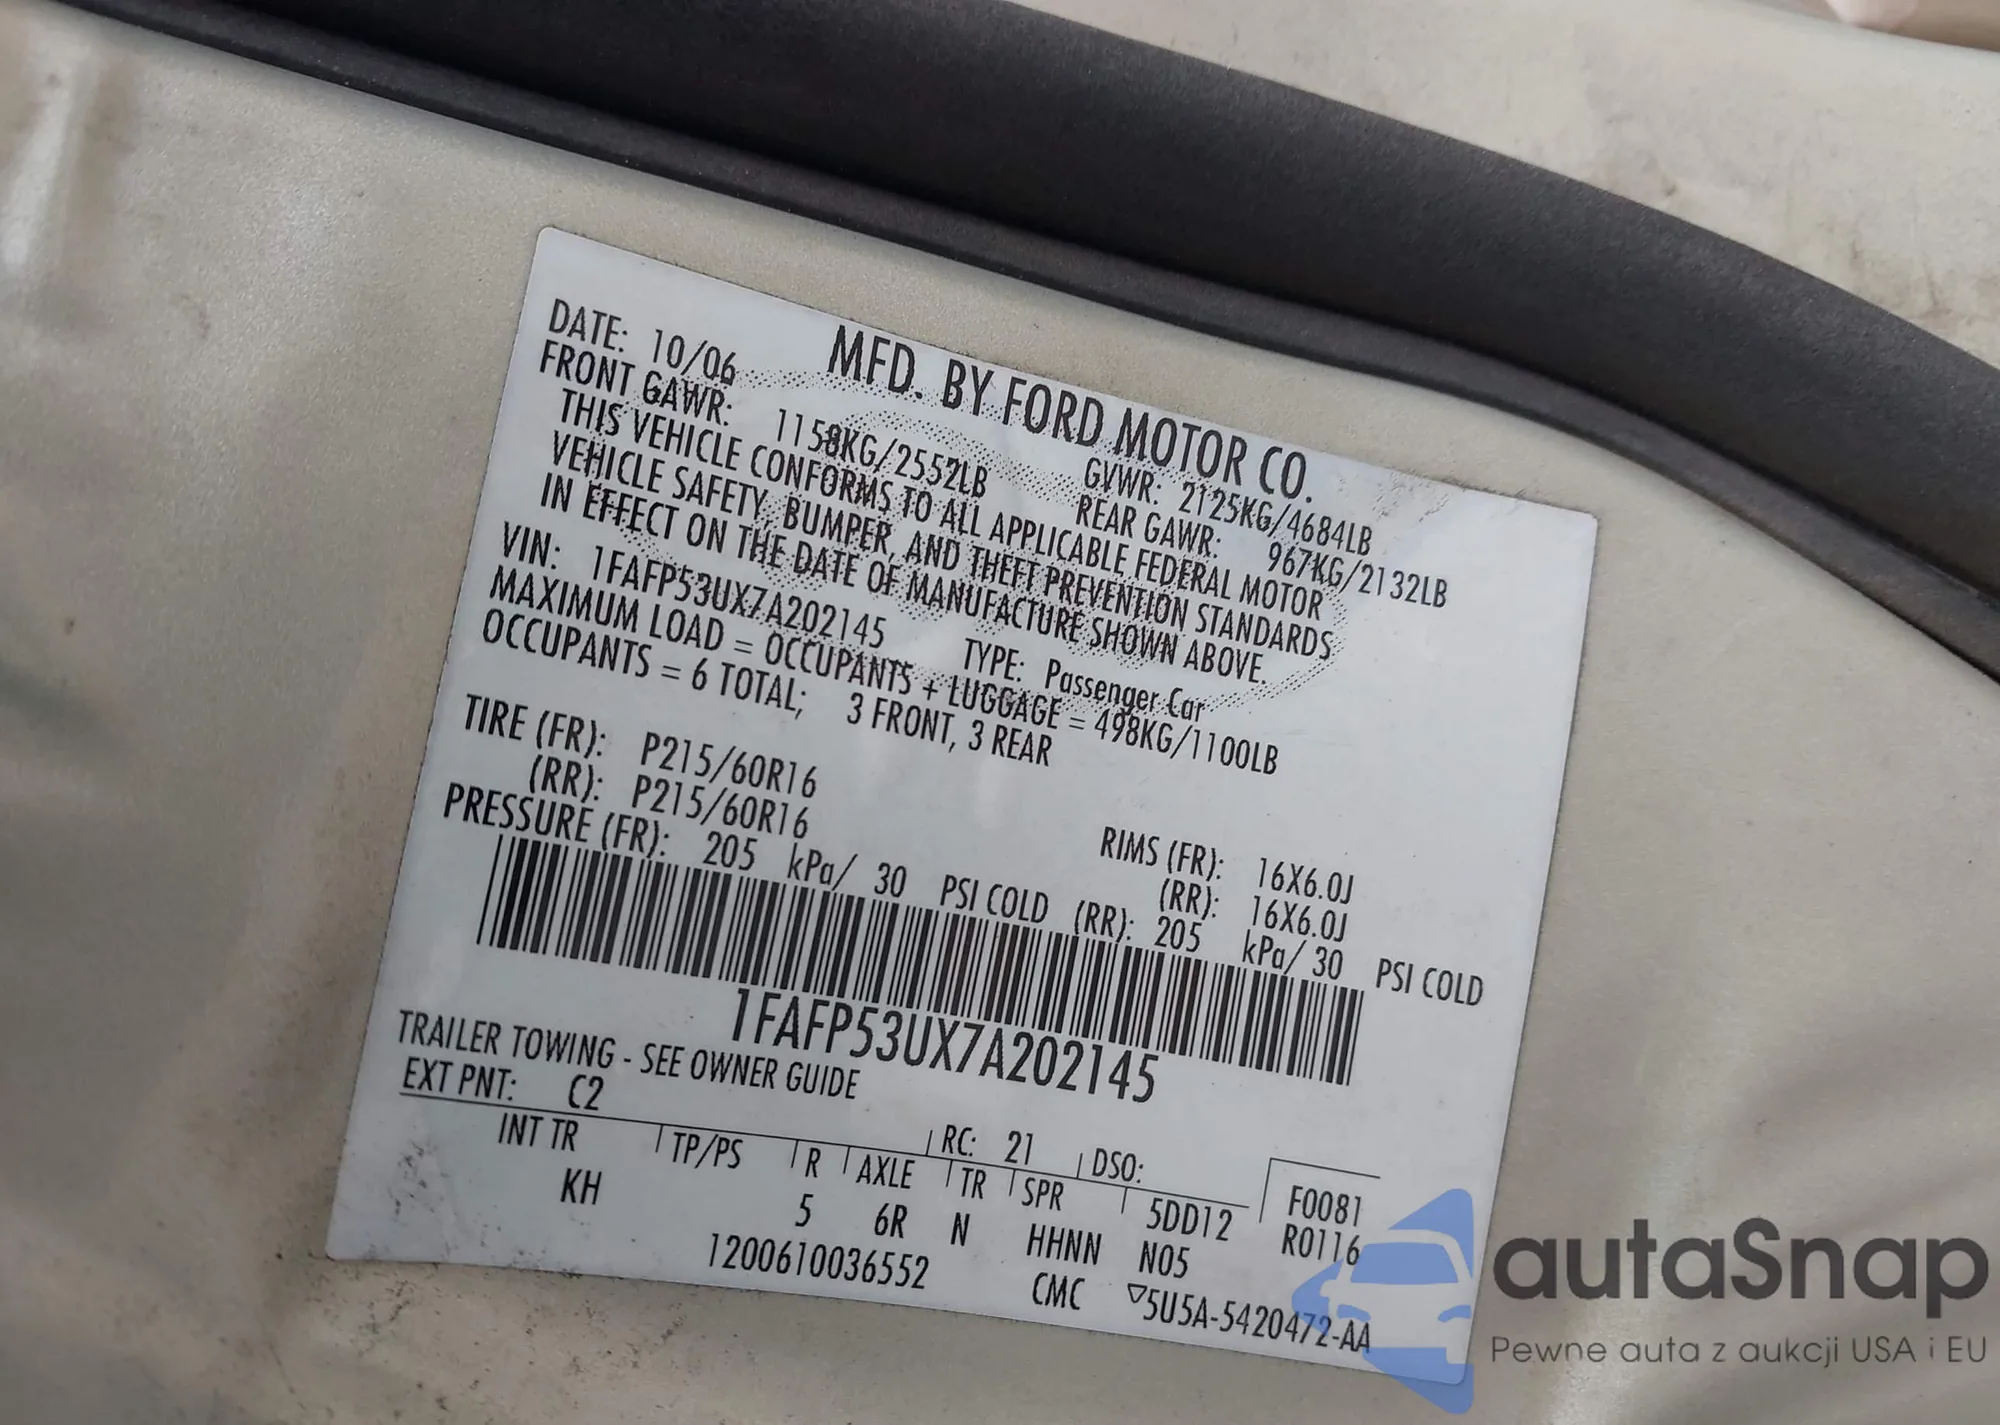 MFD. BY FORD MOTOR CO.
DATE: 10/06 GVWR: 2125KG/4684LB
FRONT GAWR: 1158KG/2552LB REAR GAWR: 967KG/2132LB
THIS VEHICLE CONFORMS TO ALL APPLICABLE FEDERAL MOTOR
VEHICLE SAFETY, BUMPER, AND THEFT PREVENTION STANDARDS
IN EFFECT ON THE DATE OF MANUFACTURE SHOWN ABOVE.
VIN: 1FAFP53UX7A202145 TYPE: Passenger Car
MAXIMUM LOAD = OCCUPANTS + LUGGAGE = 498KG/1100LB
OCCUPANTS = 6 TOTAL; 3 FRONT, 3 REAR
TIRE (FR): P215/60R16 RIMS (FR): 16X6.0J
(RR): P215/60R16 (RR): 16X6.0J
PRESSURE (FR): 205 kPa/ 30 PSI COLD (RR): 205 kPa/ 30 PSI COLD
1FAFP53UX7A202145
TRAILER TOWING - SEE OWNER GUIDE
EXT PNT: C2 RC: 21 DSO: F0081
INT TR TP/PS R AXLE TR SPR 5DD12 R0116
KH 5 6R N HHNN N05
1200610036552 CMC ▽5U5A-5420472-AA
autaSnap
Pewne auta z aukcji USA i EU